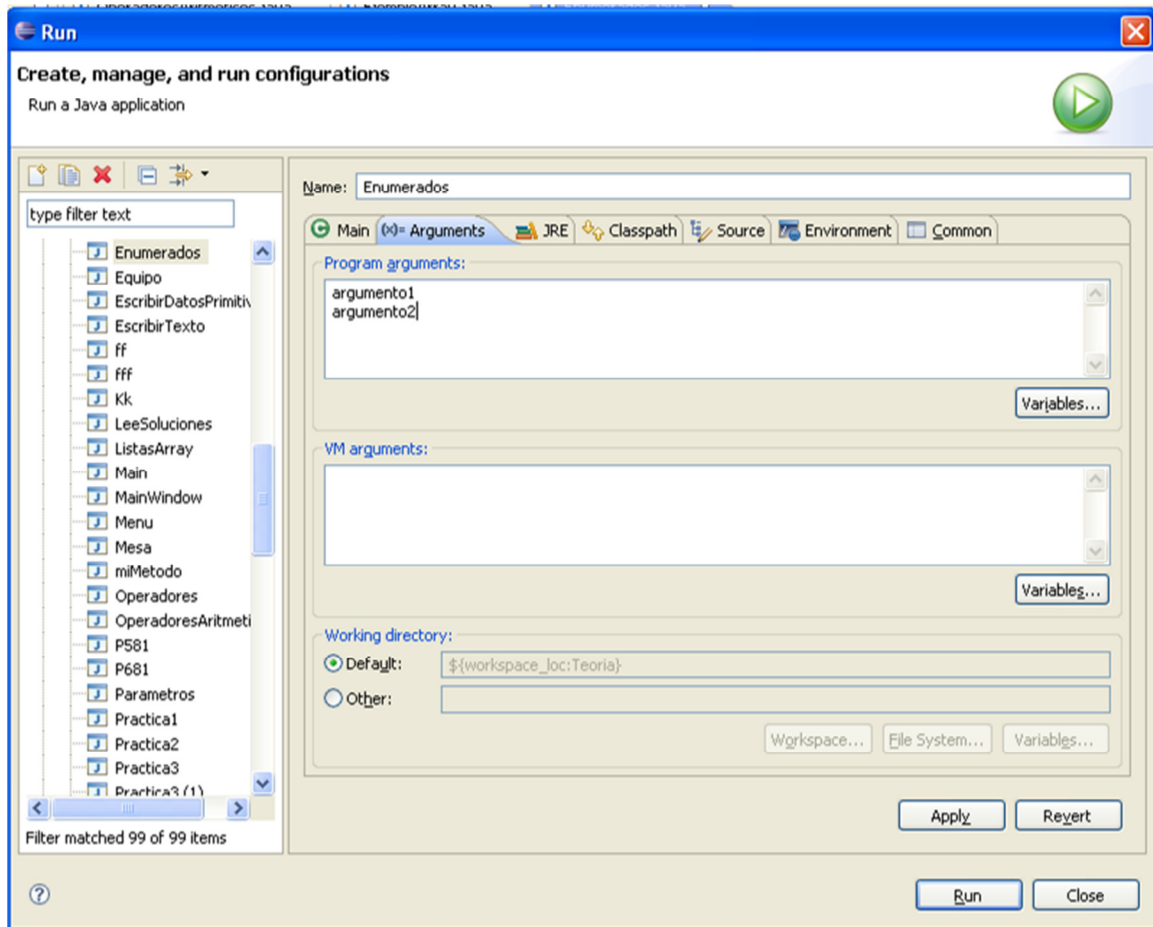 Run
Create, manage, and run configurations
Run a Java application
type filter text
Enumerados
Equipo
EscribirDatosPrimitiv
EscribirTexto
ff
fff
Kk
LeeSoluciones
ListasArray
Main
MainWindow
Menu
Mesa
miMetodo
Operadores
OperadoresAritmeti
P581
P681
Parametros
Practica1
Practica2
Practica3
Practica3 (1)
Filter matched 99 of 99 items
Name: Enumerados
Main (x)= Arguments JRE Classpath Source Environment Common
Program arguments:
argumento1
argumento2
Variables...
VM arguments:
Variables...
Working directory:
Default: ${workspace_loc:Teoria}
Other:
Workspace... File System... Variables...
Apply Revert
Run Close